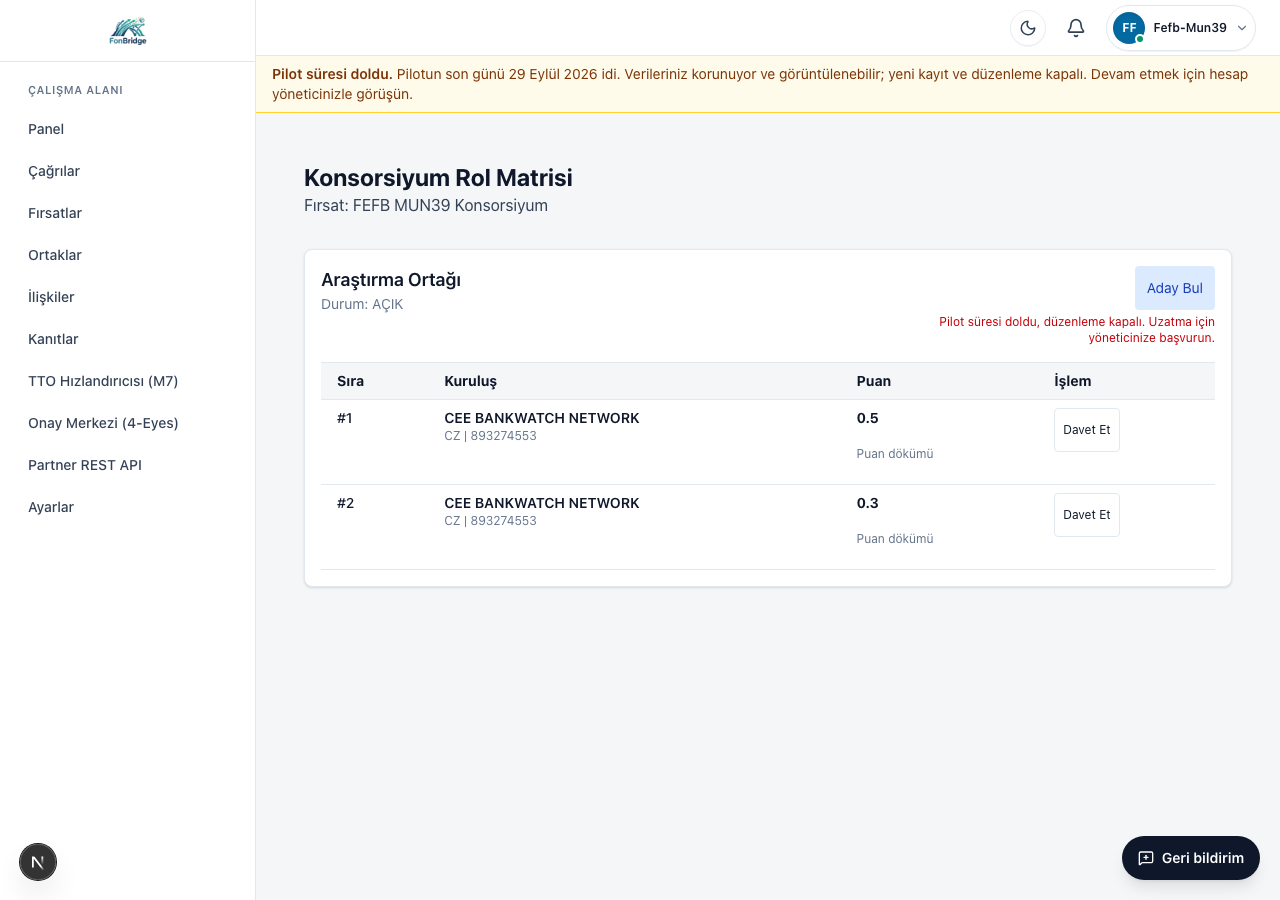 FonBridge
FF
Fefb-Mun39
Pilot süresi doldu. Pilotun son günü 29 Eylül 2026 idi. Verileriniz korunuyor ve görüntülenebilir; yeni kayıt ve düzenleme kapalı. Devam etmek için hesap
yöneticinizle görüşün.
ÇALIŞMA ALANI
Panel
Çağrılar
Fırsatlar
Ortaklar
İlişkiler
Kanıtlar
TTO Hızlandırıcısı (M7)
Onay Merkezi (4-Eyes)
Partner REST API
Ayarlar
Konsorsiyum Rol Matrisi
Fırsat: FEFB MUN39 Konsorsiyum
Araştırma Ortağı
Durum: AÇIK
Aday Bul
Pilot süresi doldu, düzenleme kapalı. Uzatma için
yöneticinize başvurun.
Sıra Kuruluş Puan İşlem
#1 CEE BANKWATCH NETWORK 0.5 Davet Et
CZ | 893274553
Puan dökümü
#2 CEE BANKWATCH NETWORK 0.3 Davet Et
CZ | 893274553
Puan dökümü
N
Geri bildirim